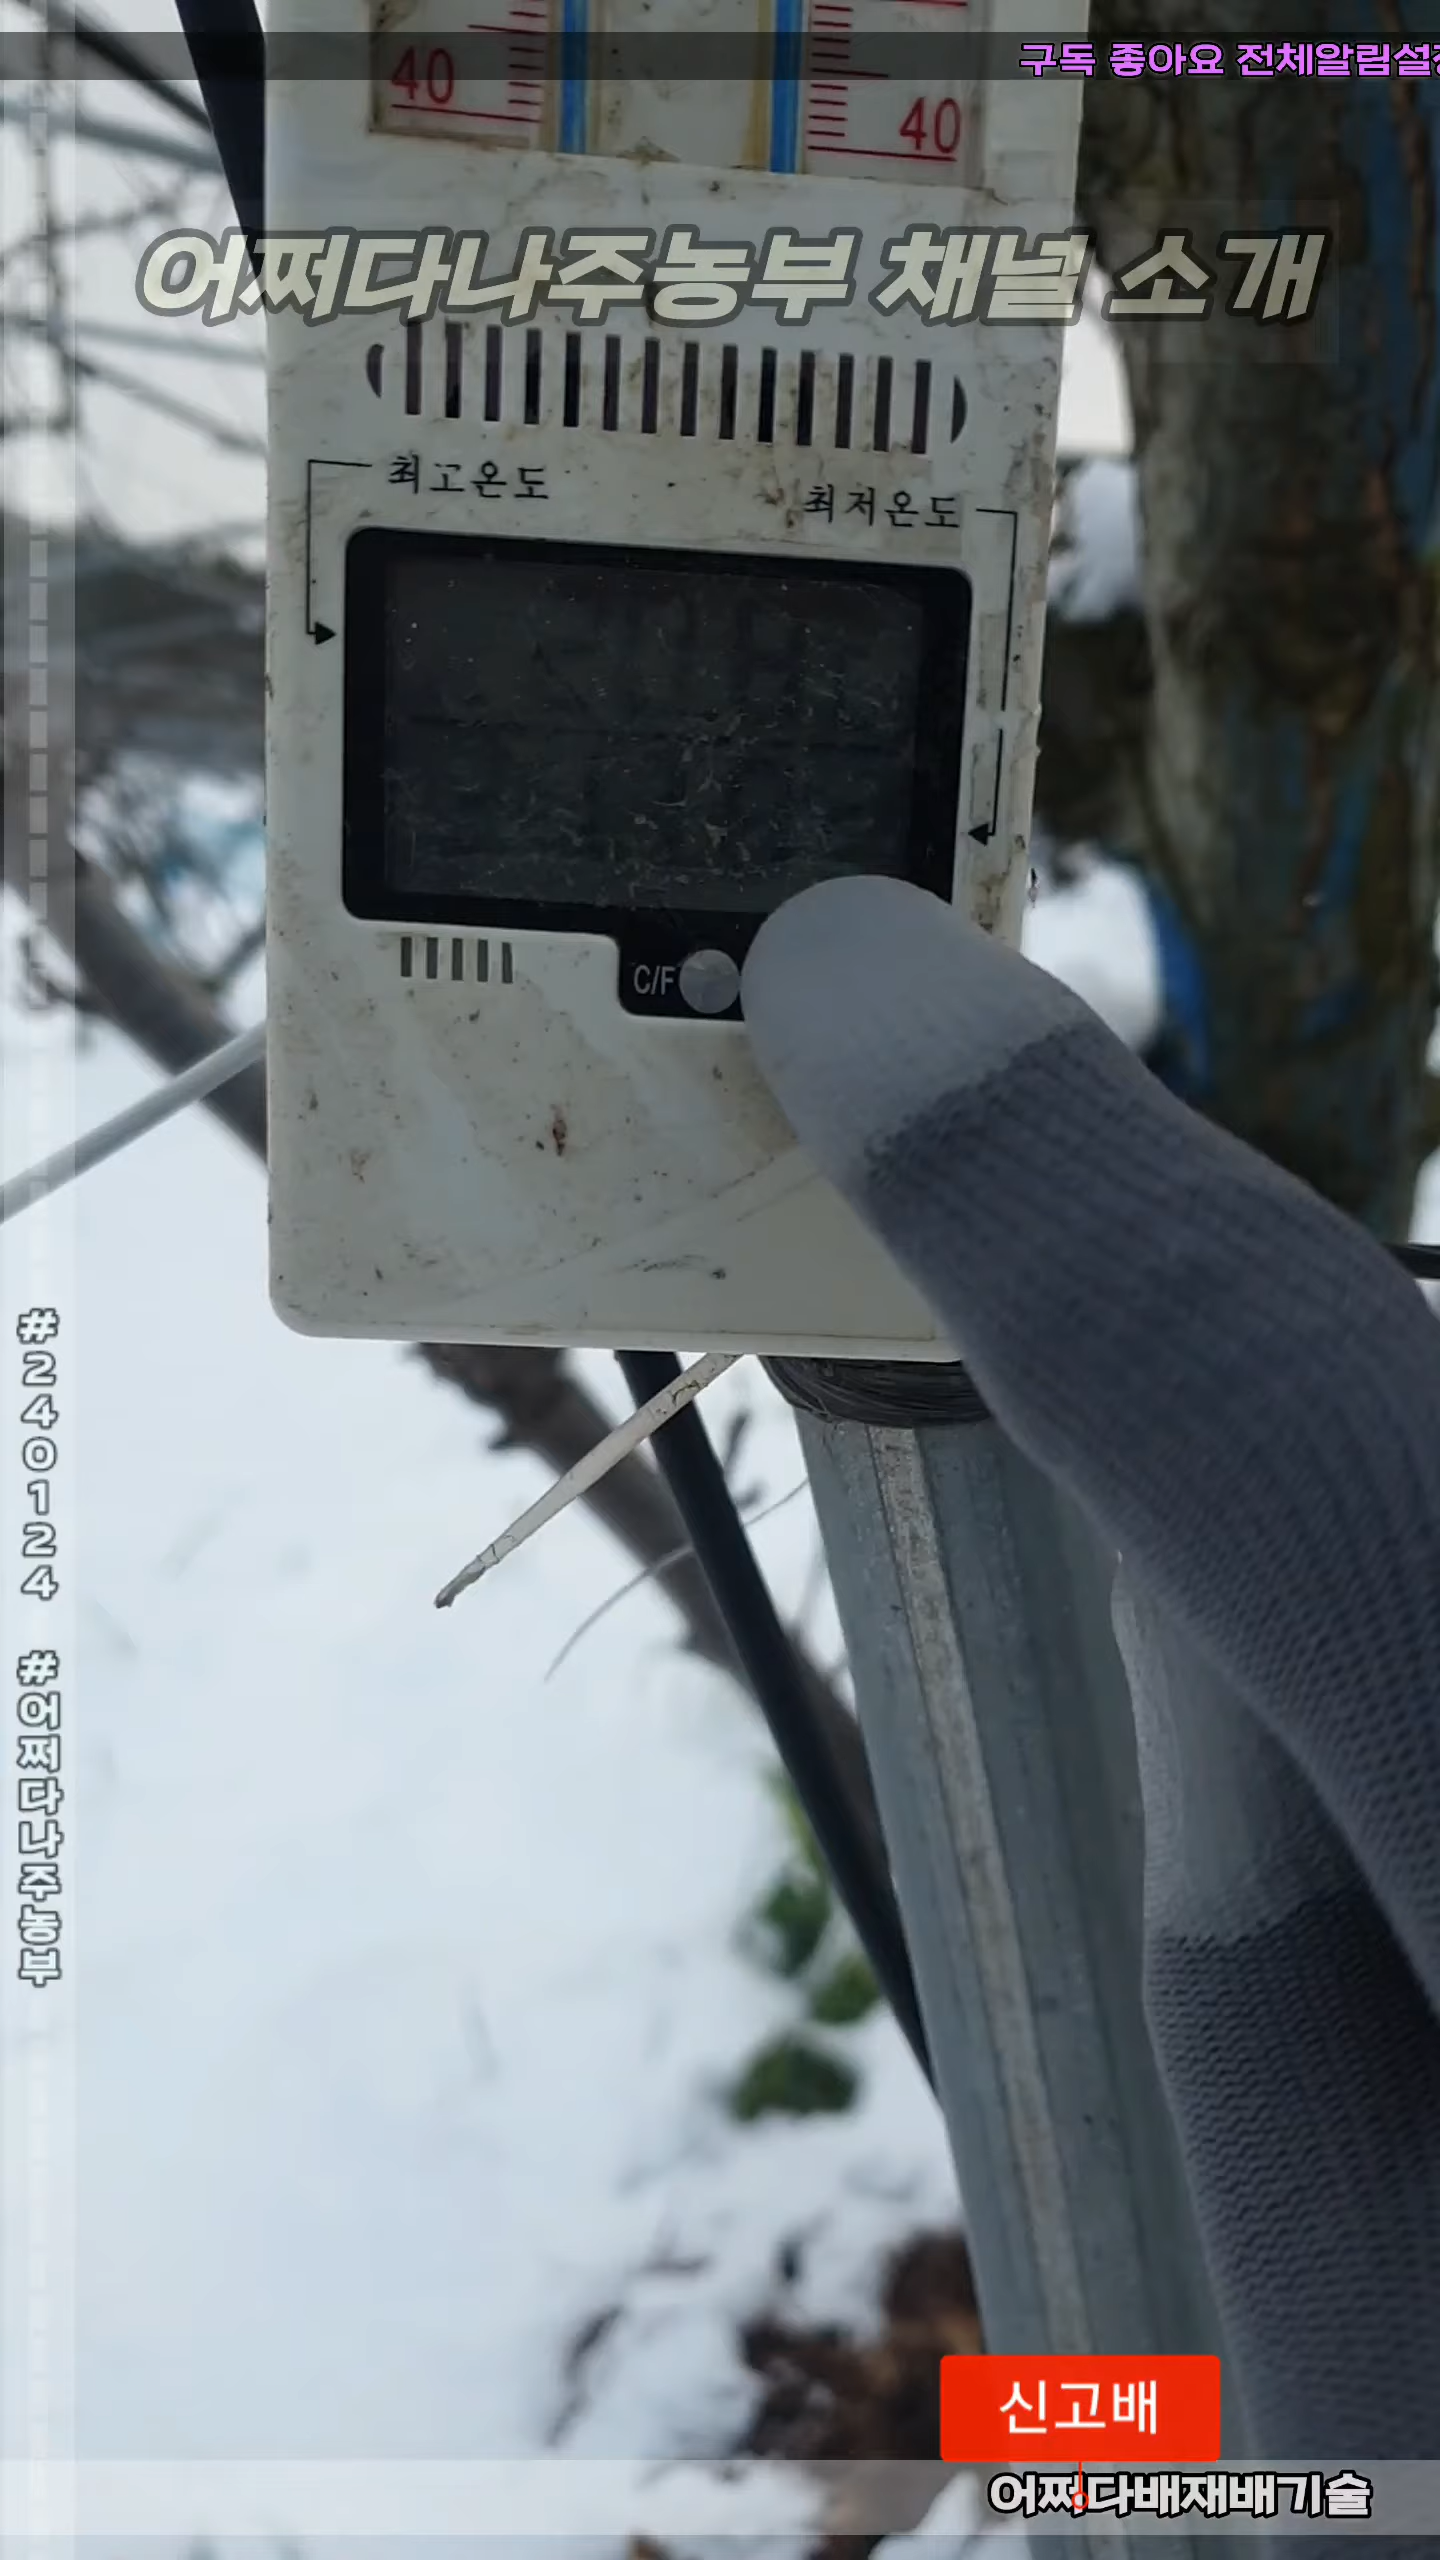 구독 좋아요 전체알림설정
40
40
어쩌다나주농부 채널 소개
최고온도
최저온도
C/F
#240124 #어쩌다나주농부
신고배
어쩌다배재배기술